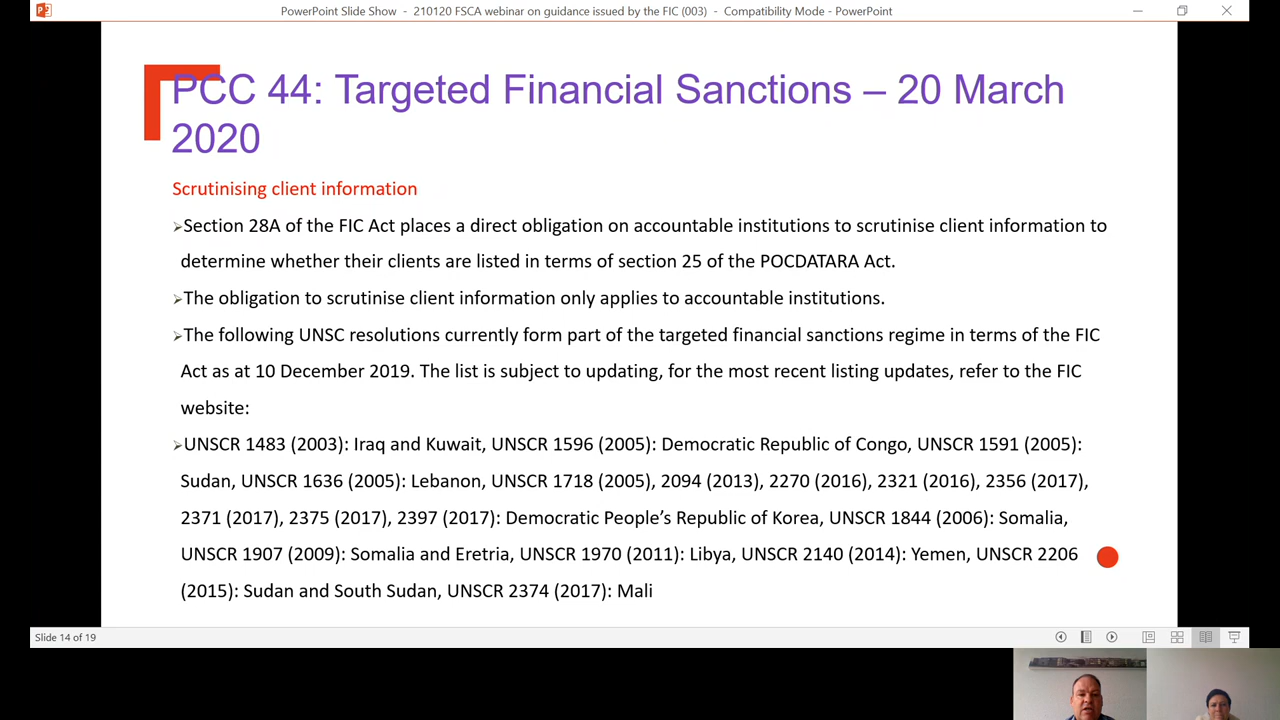 PowerPoint Slide Show - 210120 FSCA webinar on guidance issued by the FIC (003) - Compatibility Mode - PowerPoint
PCC 44: Targeted Financial Sanctions – 20 March
2020
Scrutinising client information
➢Section 28A of the FIC Act places a direct obligation on accountable institutions to scrutinise client information to
determine whether their clients are listed in terms of section 25 of the POCDATARA Act.
➢The obligation to scrutinise client information only applies to accountable institutions.
➢The following UNSC resolutions currently form part of the targeted financial sanctions regime in terms of the FIC
Act as at 10 December 2019. The list is subject to updating, for the most recent listing updates, refer to the FIC
website:
➢UNSCR 1483 (2003): Iraq and Kuwait, UNSCR 1596 (2005): Democratic Republic of Congo, UNSCR 1591 (2005):
Sudan, UNSCR 1636 (2005): Lebanon, UNSCR 1718 (2005), 2094 (2013), 2270 (2016), 2321 (2016), 2356 (2017),
2371 (2017), 2375 (2017), 2397 (2017): Democratic People’s Republic of Korea, UNSCR 1844 (2006): Somalia,
UNSCR 1907 (2009): Somalia and Eretria, UNSCR 1970 (2011): Libya, UNSCR 2140 (2014): Yemen, UNSCR 2206
(2015): Sudan and South Sudan, UNSCR 2374 (2017): Mali
Slide 14 of 19